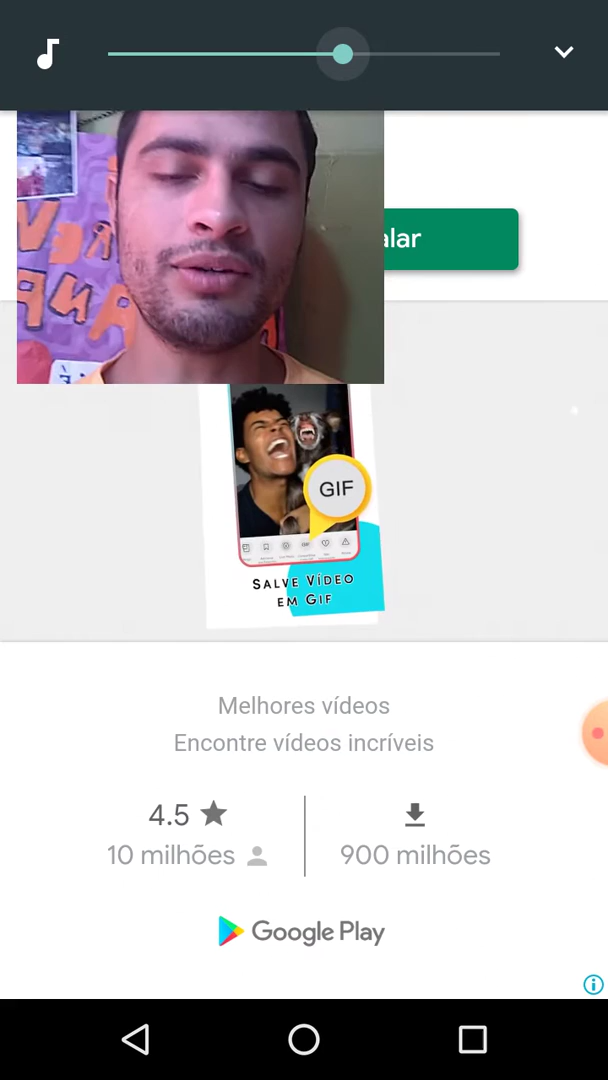 alar
GIF
SALVE VÍDEO
EM GIF
Melhores vídeos
Encontre vídeos incríveis
4.5
10 milhões
900 milhões
Google Play